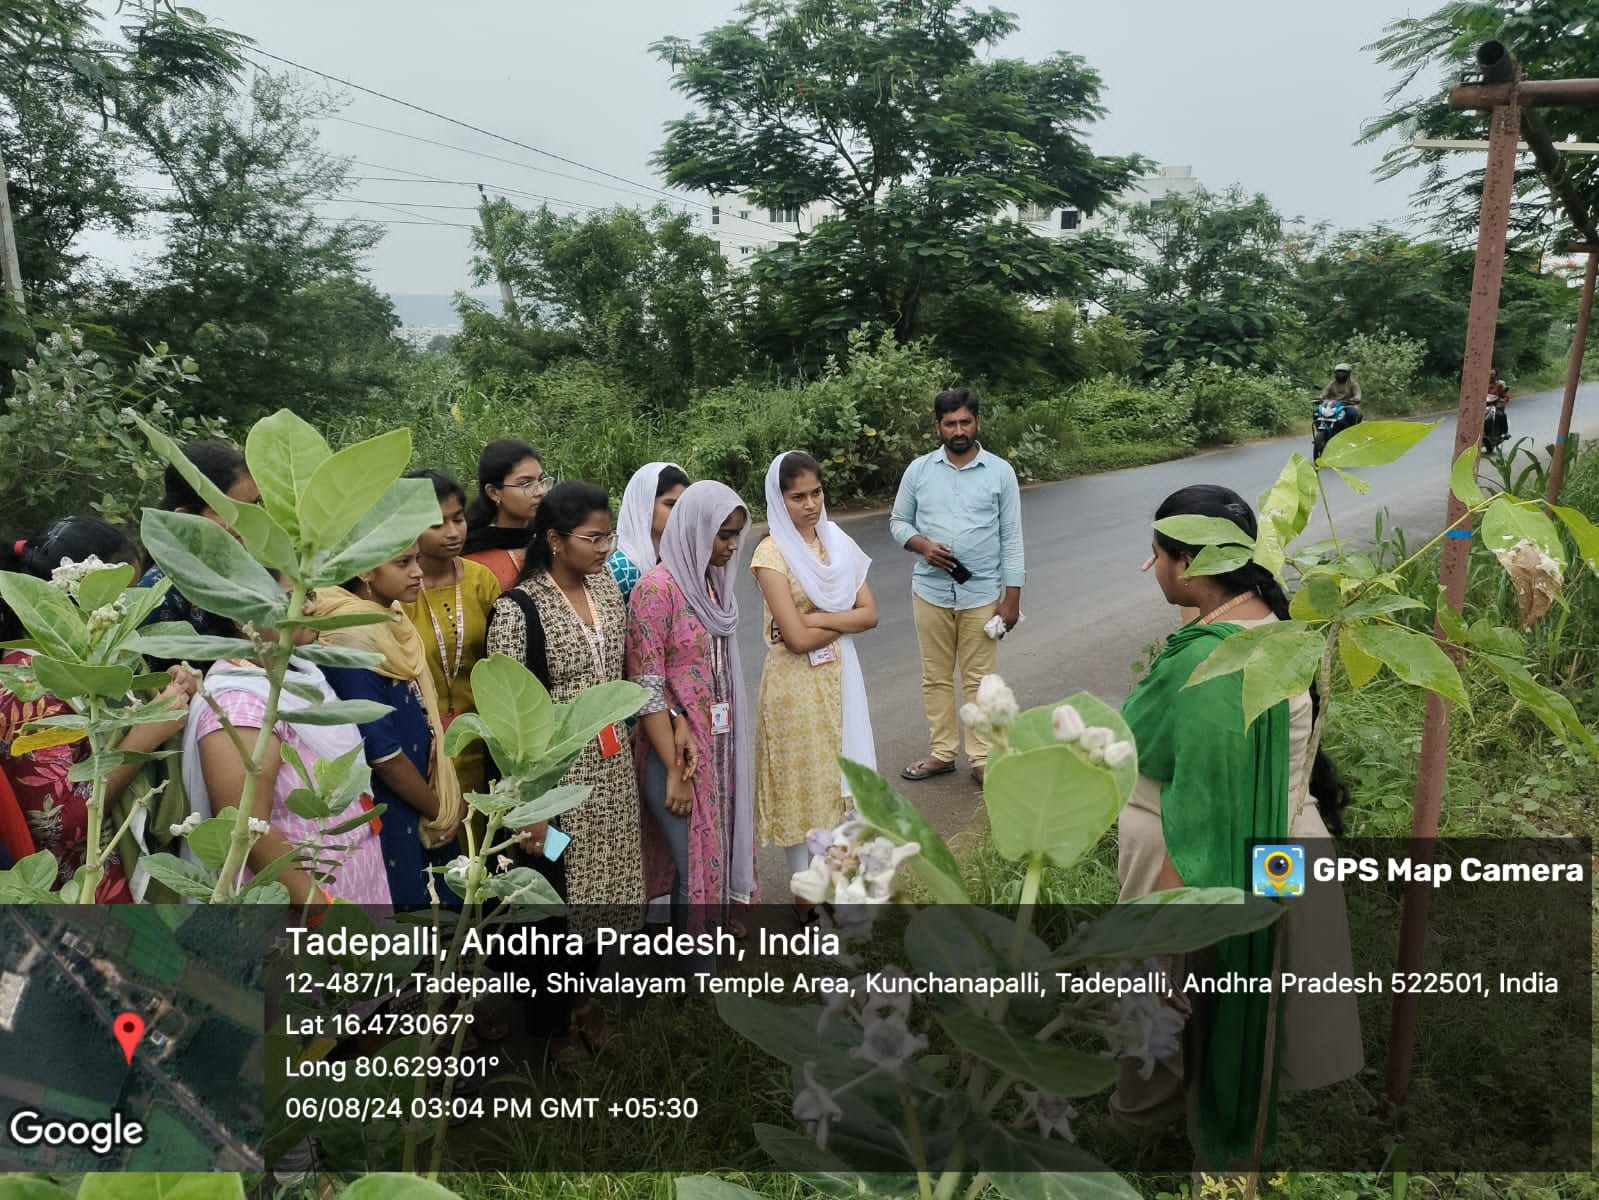 GPS Map Camera
Tadepalli, Andhra Pradesh, India
12-487/1, Tadepalle, Shivalayam Temple Area, Kunchanapalli, Tadepalli, Andhra Pradesh 522501, India
Lat 16.473067°
Long 80.629301°
06/08/24 03:04 PM GMT +05:30
Google